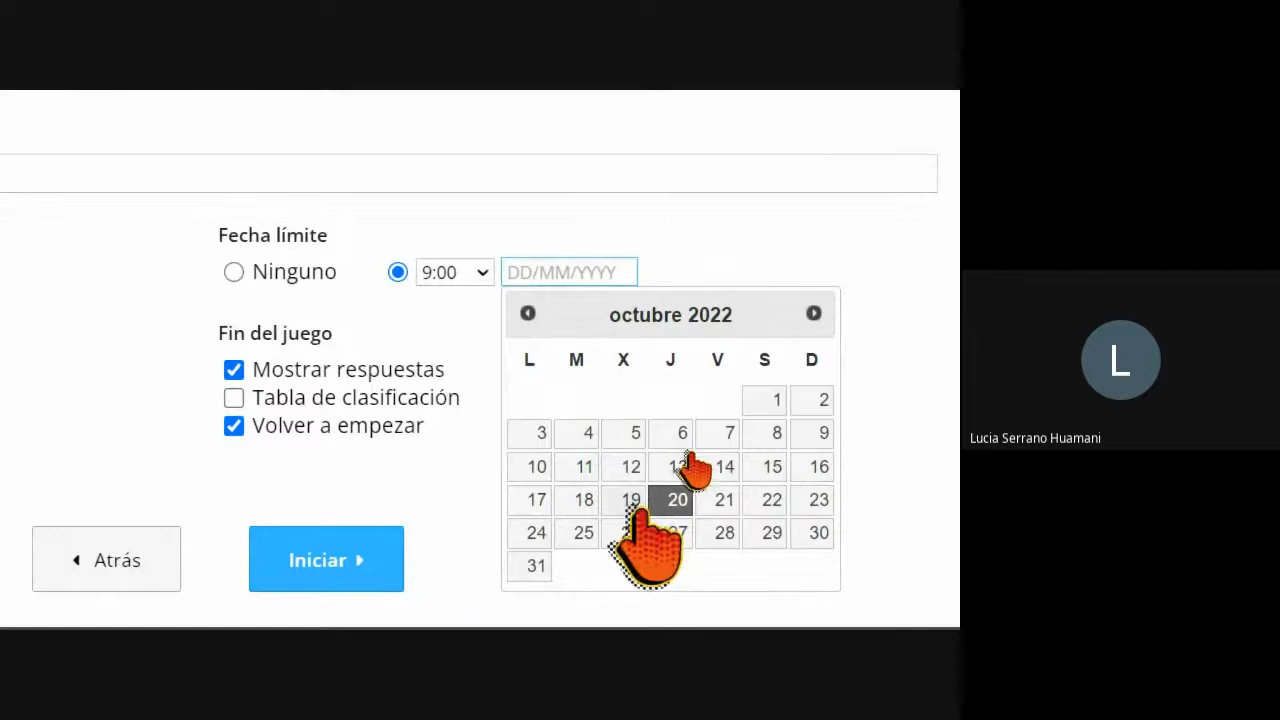 Fecha límite
Ninguno 9:00 DD/MM/YYYY
octubre 2022
L M X J V S D
1 2
Fin del juego
Mostrar respuestas
Tabla de clasificación
Volver a empezar
3 4 5 6 7 8 9
10 11 12 13 14 15 16
17 18 19 20 21 22 23
24 25 27 28 29 30
31
Atrás
Iniciar
L
Lucia Serrano Huamani